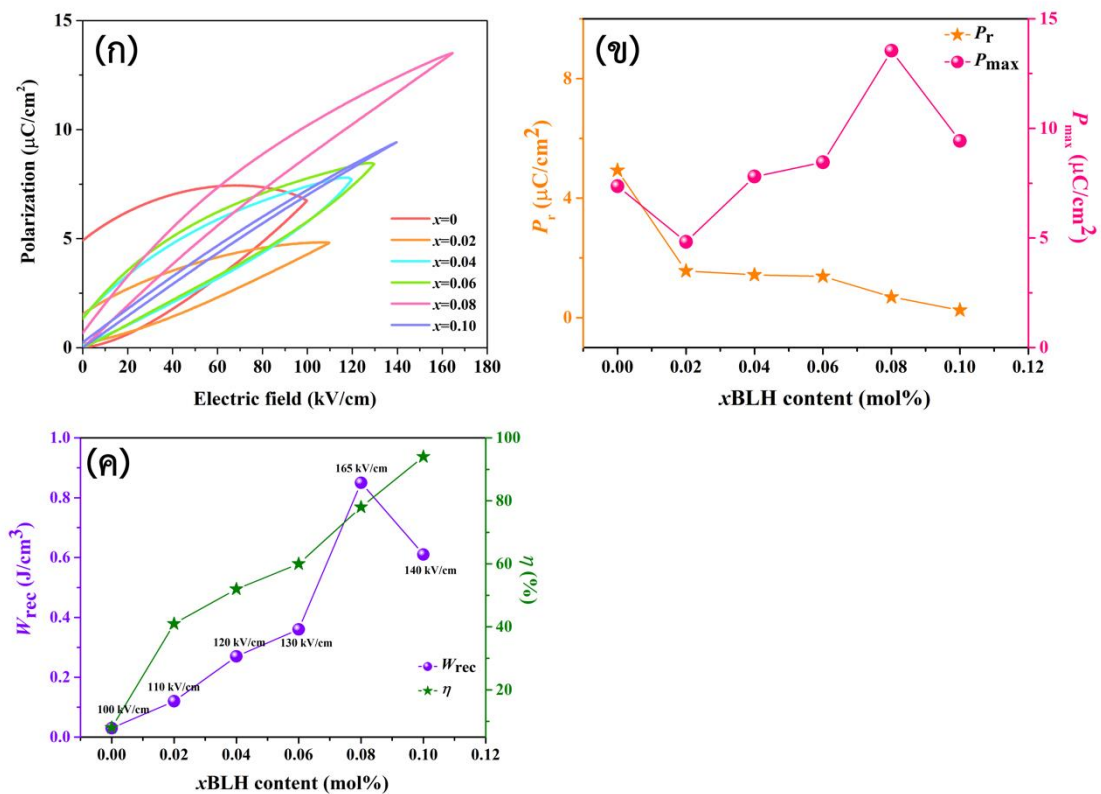 (ก)
Polarization (μC/cm²)
15
10
5
0
0 20 40 60 80 100 120 140 160 180
Electric field (kV/cm)
x=0
x=0.02
x=0.04
x=0.06
x=0.08
x=0.10
(ข)
Pr
Pmax
Pr (μC/cm²)
8
4
0
Pmax (μC/cm²)
15
10
5
0
0.00 0.02 0.04 0.06 0.08 0.10 0.12
xBLH content (mol%)
(ค)
Wrec (J/cm³)
1.0
0.8
0.6
0.4
0.2
0.0
η (%)
100
80
60
40
20
165 kV/cm
140 kV/cm
120 kV/cm
130 kV/cm
110 kV/cm
100 kV/cm
Wrec
η
0.00 0.02 0.04 0.06 0.08 0.10 0.12
xBLH content (mol%)